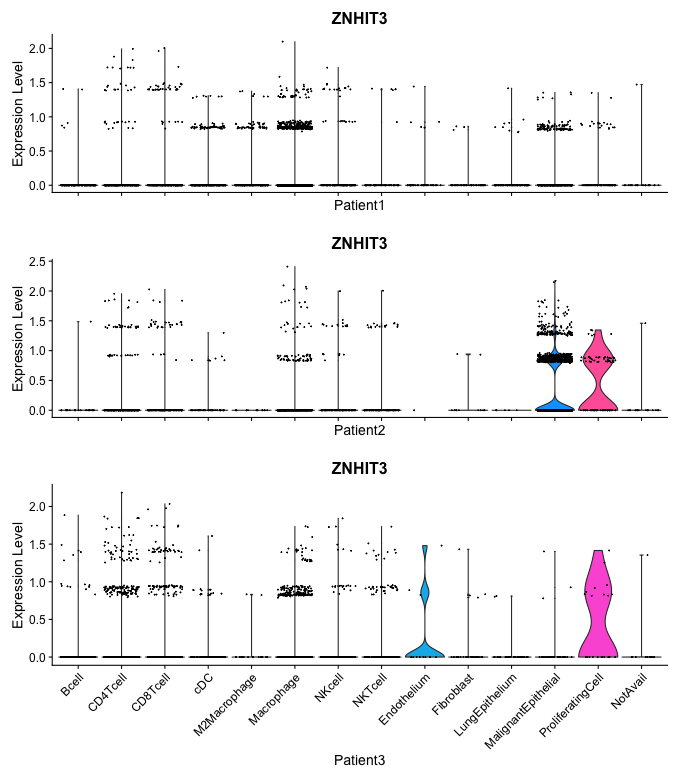 ZNHIT3
Expression Level
2.0
1.5
1.0
0.5
0.0
Patient1
ZNHIT3
Expression Level
2.5
2.0
1.5
1.0
0.5
0.0
Patient2
ZNHIT3
Expression Level
2.0
1.5
1.0
0.5
0.0
Bcell
CD4Tcell
CD8Tcell
cDC
M2Macrophage
Macrophage
NKcell
NKTcell
Endothelium
Fibroblast
LungEpithelium
MalignantEpithelial
ProliferatingCell
NotAvail
Patient3